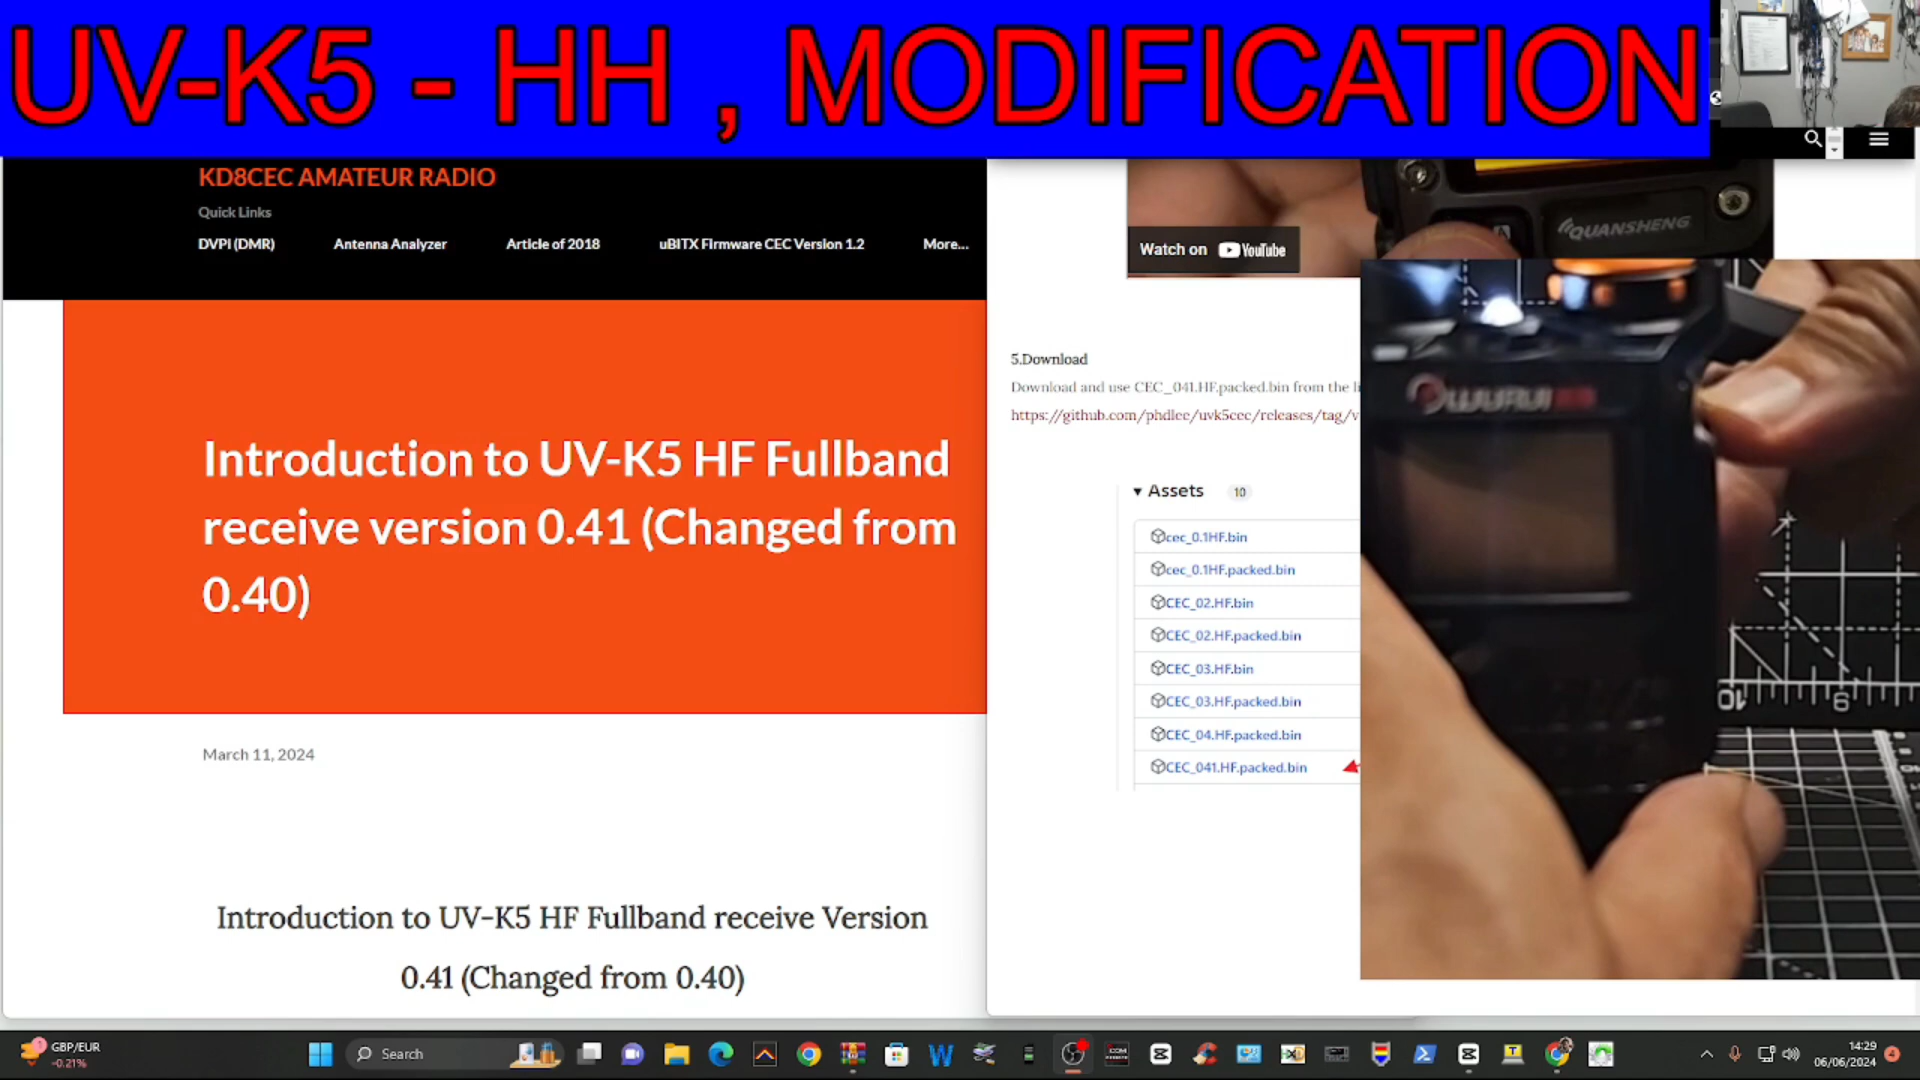 UV-K5 - HH , MODIFICATION
KD8CEC AMATEUR RADIO
Quick Links
DVPI (DMR)
Antenna Analyzer
Article of 2018
uBITX Firmware CEC Version 1.2
More...
Introduction to UV-K5 HF Fullband
receive version 0.41 (Changed from
0.40)
March 11, 2024
Introduction to UV-K5 HF Fullband receive Version
0.41 (Changed from 0.40)
QUANSHENG
Watch on YouTube
5.Download
Download and use CEC_041.HF.packed.bin from the
https://github.com/phdlee/uvk5cec/releases/tag/v
Assets 10
cec_0.1HF.bin
cec_0.1HF.packed.bin
CEC_02.HF.bin
CEC_02.HF.packed.bin
CEC_03.HF.bin
CEC_03.HF.packed.bin
CEC_04.HF.packed.bin
CEC_041.HF.packed.bin
10 9
GBP/EUR
-0.21%
Search
14:29
06/06/2024
4